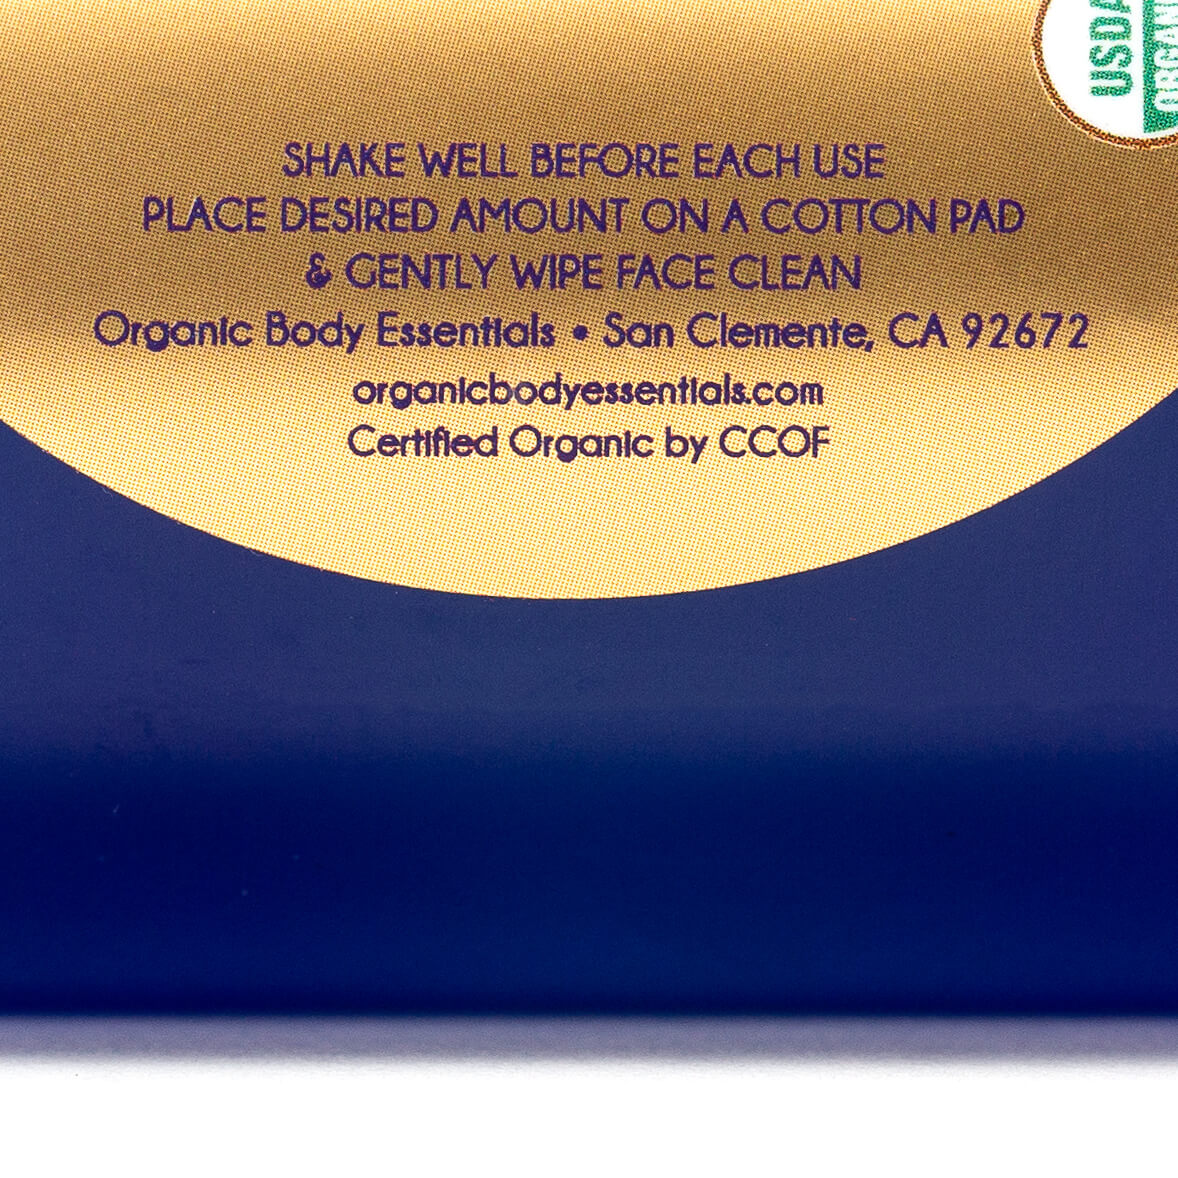 USDA
ORGANIC
SHAKE WELL BEFORE EACH USE
PLACE DESIRED AMOUNT ON A COTTON PAD
& GENTLY WIPE FACE CLEAN
Organic Body Essentials • San Clemente, CA 92672
organicbodyessentials.com
Certified Organic by CCOF